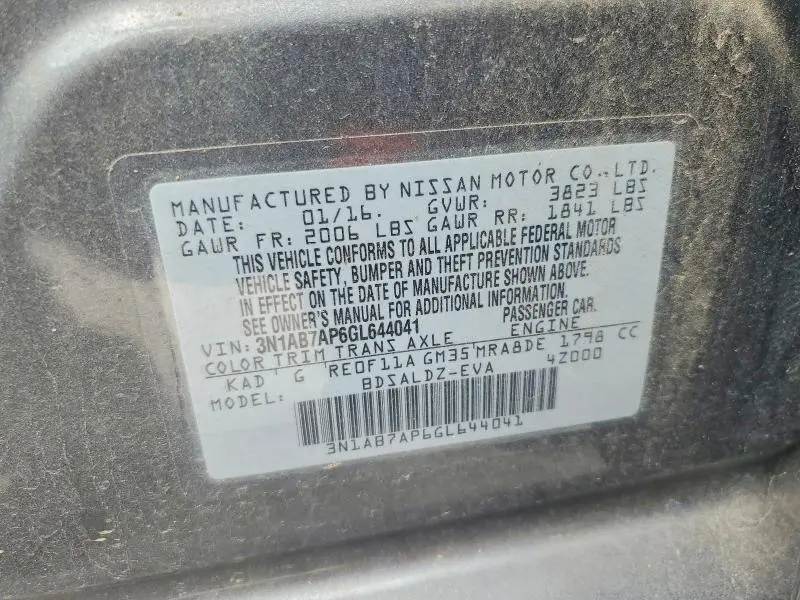 MANUFACTURED BY NISSAN MOTOR CO.,LTD.
DATE: 01/16. GVWR: 3823 LBS
GAWR FR: 2006 LBS GAWR RR: 1841 LBS
THIS VEHICLE CONFORMS TO ALL APPLICABLE FEDERAL MOTOR
VEHICLE SAFETY, BUMPER AND THEFT PREVENTION STANDARDS
IN EFFECT ON THE DATE OF MANUFACTURE SHOWN ABOVE.
SEE OWNER'S MANUAL FOR ADDITIONAL INFORMATION.
VIN: 3N1AB7AP6GL644041 PASSENGER CAR.
COLOR TRIM TRANS AXLE ENGINE
KAD G RE0F11A GM35 MRA8DE 1798 CC
MODEL: BDSALDZ-EVA 4Z000
3N1AB7AP6GL644041